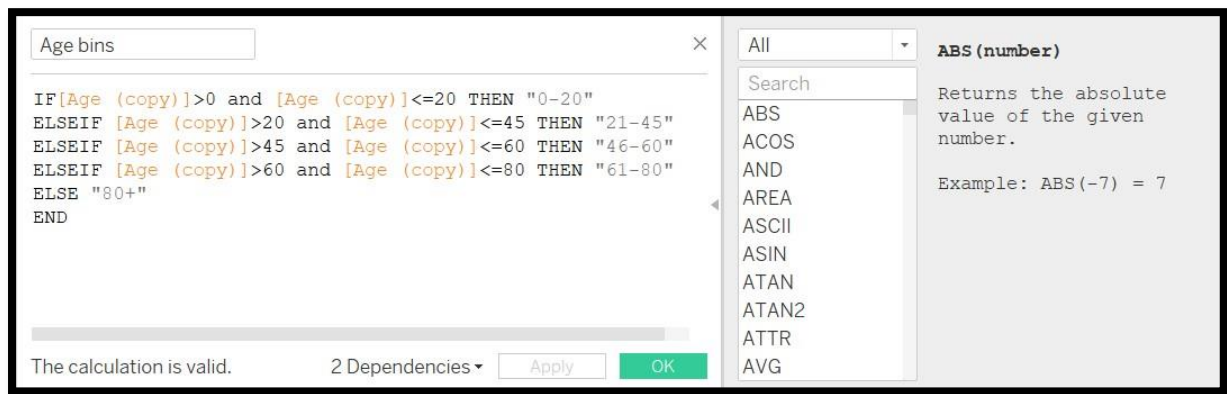 Age bins
IF[Age (copy)]>0 and [Age (copy)]<=20 THEN "0-20"
ELSEIF [Age (copy)]>20 and [Age (copy)]<=45 THEN "21-45"
ELSEIF [Age (copy)]>45 and [Age (copy)]<=60 THEN "46-60"
ELSEIF [Age (copy)]>60 and [Age (copy)]<=80 THEN "61-80"
ELSE "80+"
END
The calculation is valid.
2 Dependencies
Apply
OK
All
Search
ABS
ACOS
AND
AREA
ASCII
ASIN
ATAN
ATAN2
ATTR
AVG
ABS(number)
Returns the absolute
value of the given
number.
Example: ABS(-7) = 7